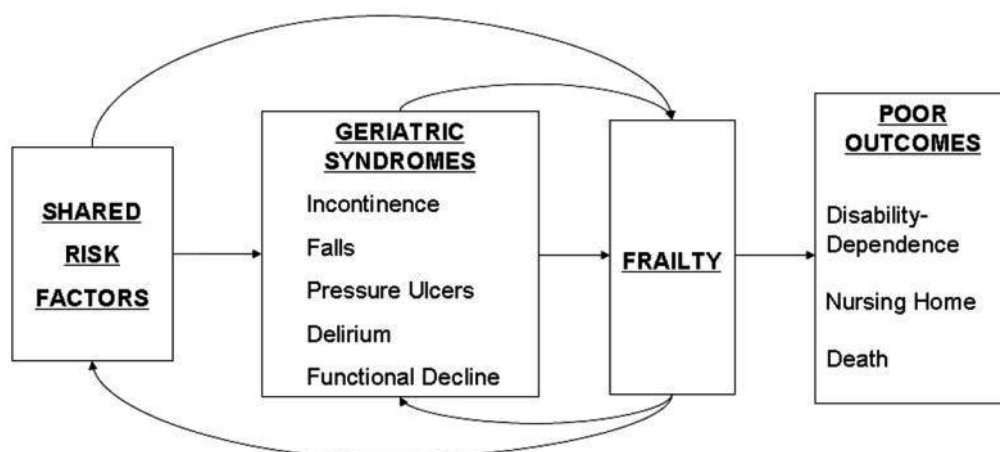 SHARED
RISK
FACTORS
GERIATRIC
SYNDROMES
Incontinence
Falls
Pressure Ulcers
Delirium
Functional Decline
FRAILTY
POOR
OUTCOMES
Disability-
Dependence
Nursing Home
Death